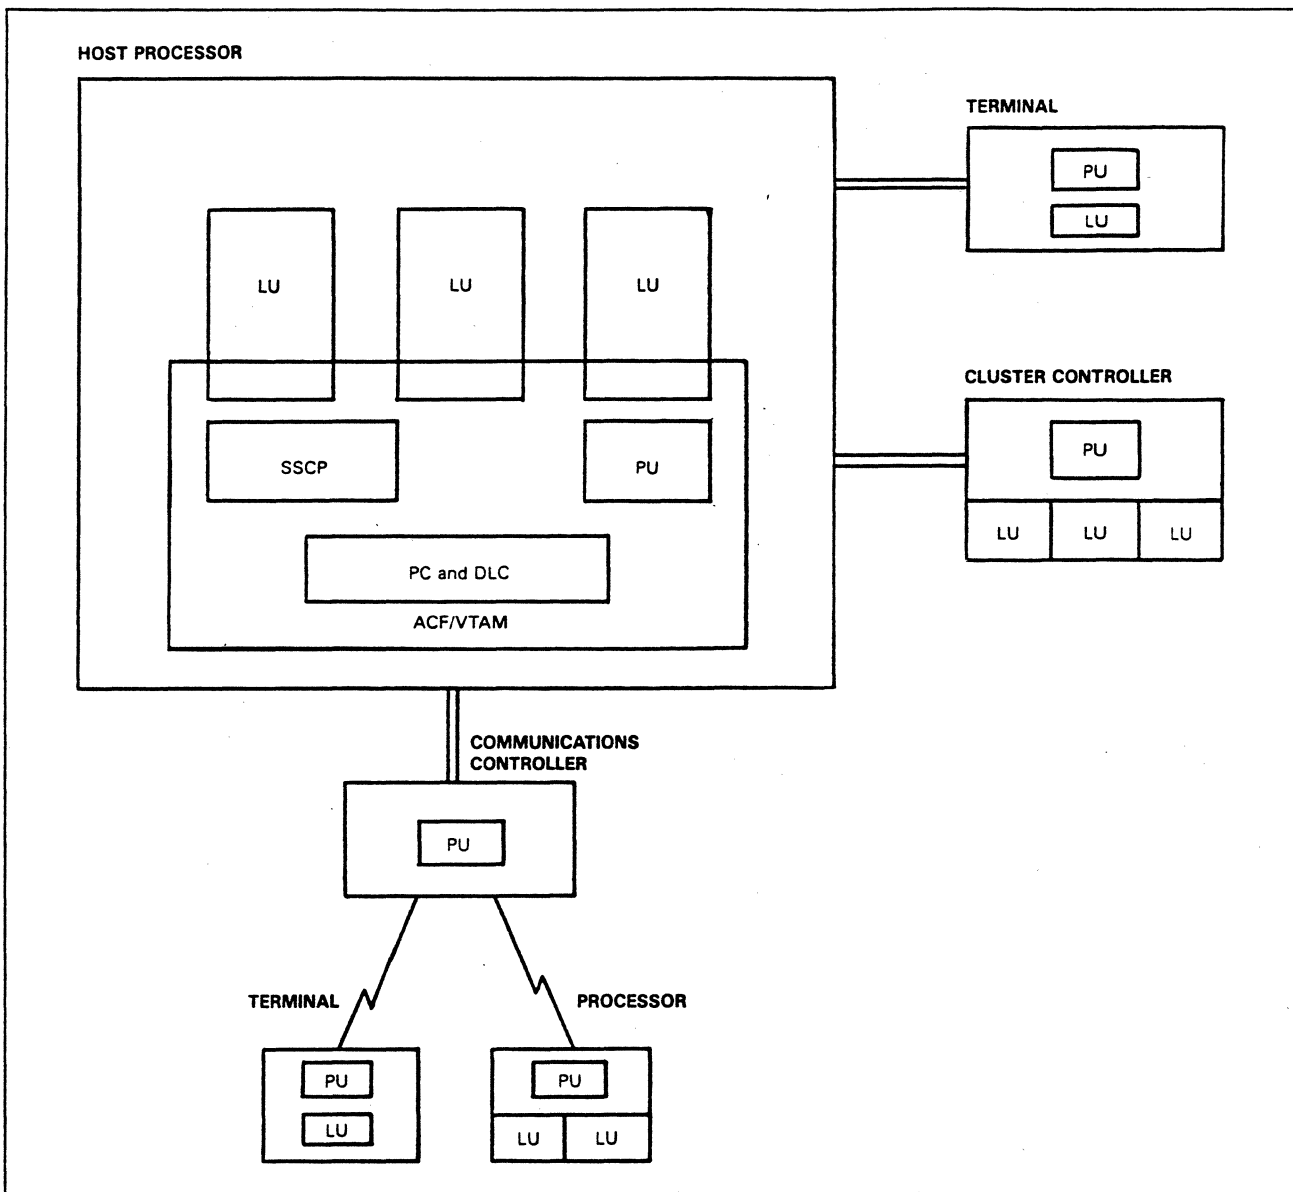 HOST PROCESSOR
TERMINAL
PU
LU
LU
LU
LU
CLUSTER CONTROLLER
PU
LU
LU
LU
SSCP
PU
PC and DLC
ACF/VTAM
COMMUNICATIONS
CONTROLLER
PU
TERMINAL
PROCESSOR
PU
LU
PU
LU
LU